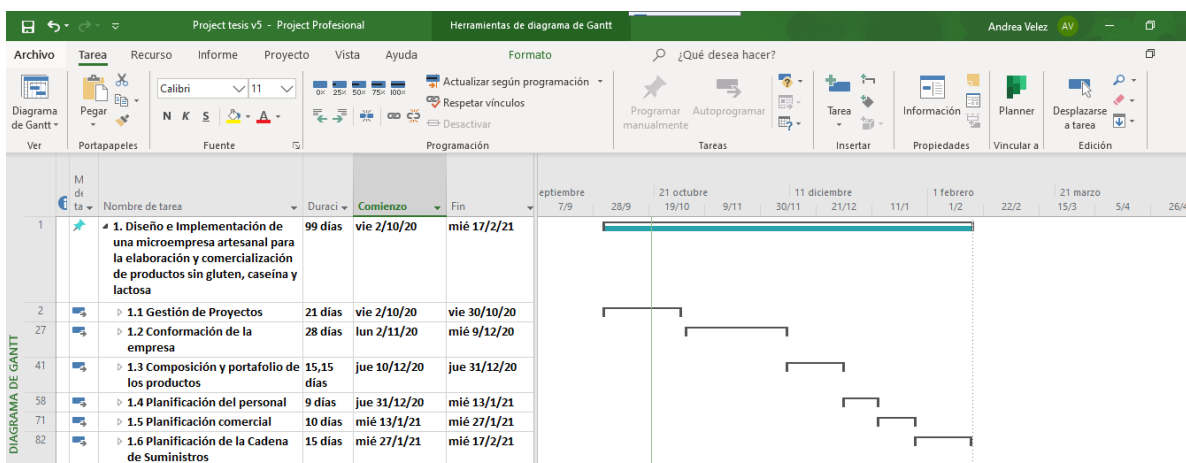 Project tesis v5 - Project Profesional
Herramientas de diagrama de Gantt
Andrea Velez AV
Archivo Tarea Recurso Informe Proyecto Vista Ayuda Formato ¿Qué desea hacer?
Diagrama de Gantt
Ver
Pegar
Portapapeles
Calibri 11
N K S A
Fuente
0× 25× 50× 75× 100×
Actualizar según programación
Respetar vínculos
Desactivar
Programación
Programar manualmente
Autoprogramar
Tareas
Tarea
Insertar
Información
Propiedades
Planner
Vincular a
Desplazarse a tarea
Edición
M
de
ta Nombre de tarea Duraci Comienzo Fin
eptiembre 21 octubre 11 diciembre 1 febrero 21 marzo
7/9 28/9 19/10 9/11 30/11 21/12 11/1 1/2 22/2 15/3 5/4 26/4
1 1. Diseño e Implementación de 99 días vie 2/10/20 mié 17/2/21
una microempresa artesanal para
la elaboración y comercialización
de productos sin gluten, caseína y
lactosa
2 1.1 Gestión de Proyectos 21 días vie 2/10/20 vie 30/10/20
27 1.2 Conformación de la 28 días lun 2/11/20 mié 9/12/20
empresa
41 1.3 Composición y portafolio de 15,15 jue 10/12/20 jue 31/12/20
los productos días
58 1.4 Planificación del personal 9 días jue 31/12/20 mié 13/1/21
71 1.5 Planificación comercial 10 días mié 13/1/21 mié 27/1/21
82 1.6 Planificación de la Cadena 15 días mié 27/1/21 mié 17/2/21
de Suministros
DIAGRAMA DE GANTT